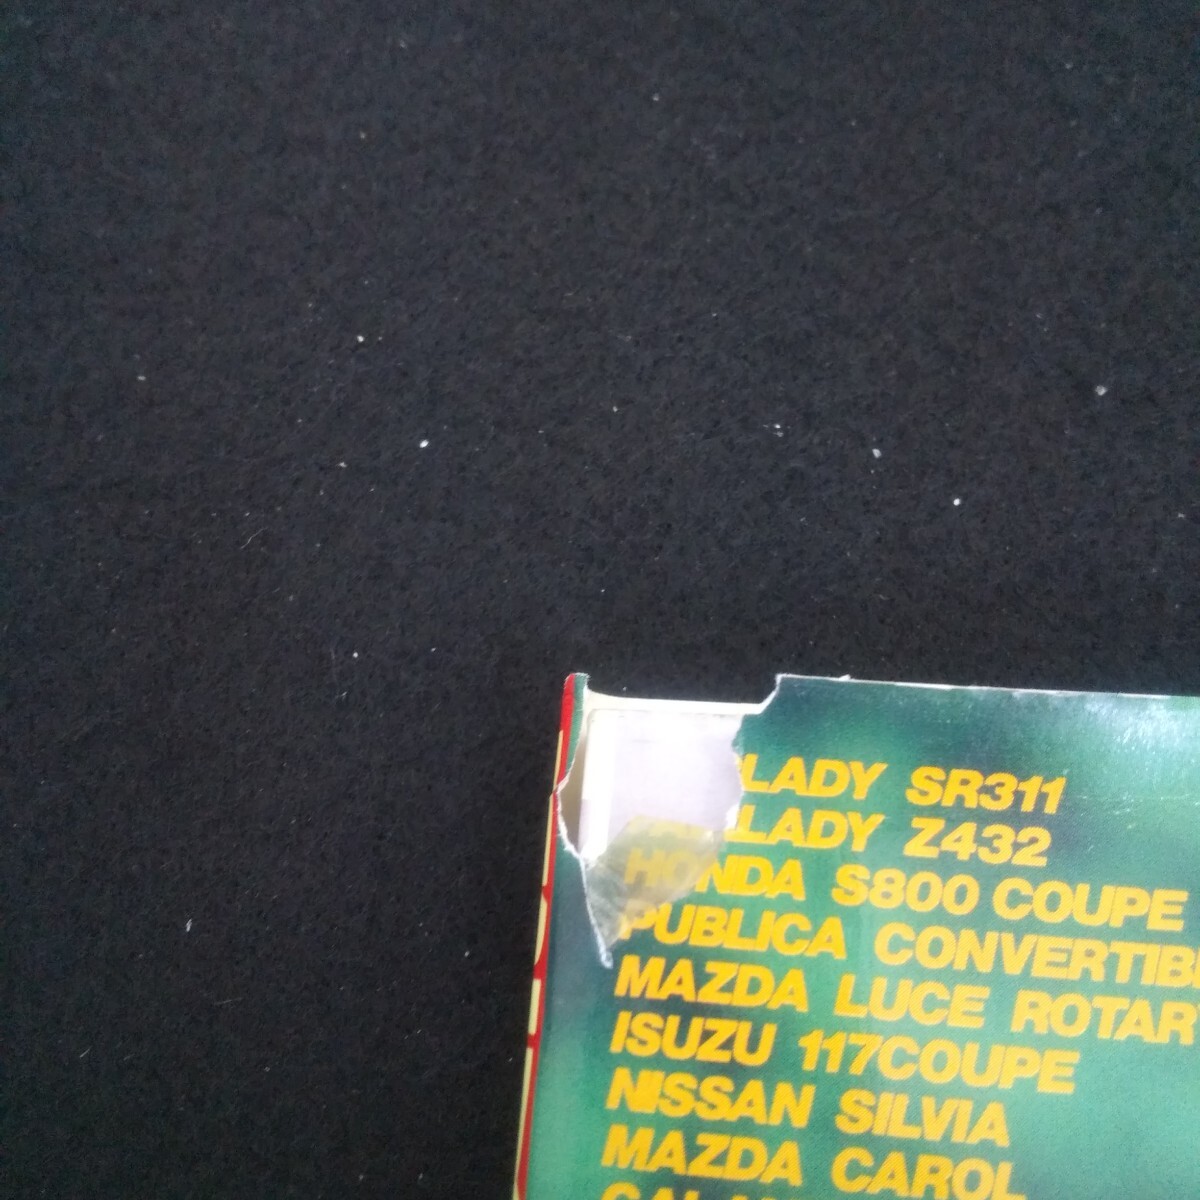 LADY SR311
LADY Z432
HONDA S800 COUPE
PUBLICA CONVERTIB
MAZDA LUCE ROTAR
ISUZU 117COUPE
NISSAN SILVIA
MAZDA CAROL